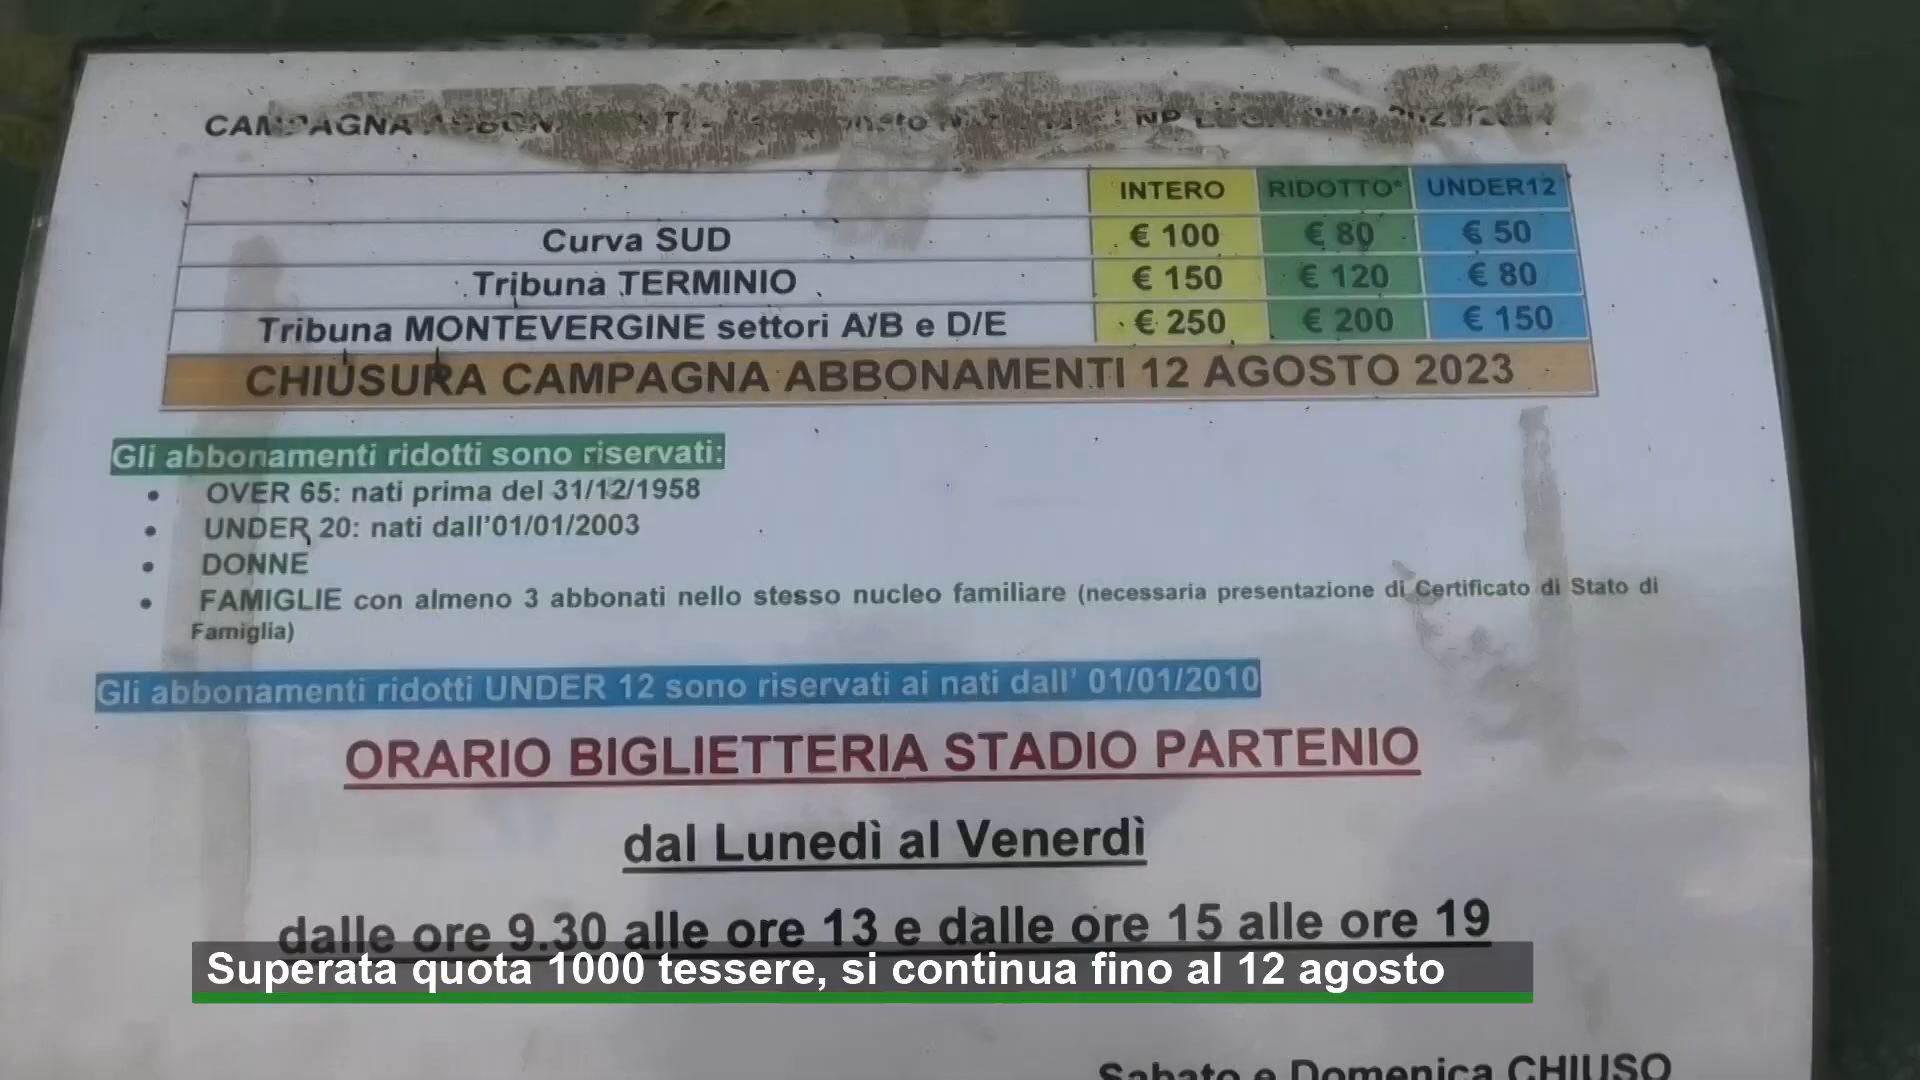 CAMPAGNA
INTERO RIDOTTO* UNDER12
Curva SUD € 100 € 80 € 50
Tribuna TERMINIO € 150 € 120 € 80
Tribuna MONTEVERGINE settori A/B e D/E € 250 € 200 € 150
CHIUSURA CAMPAGNA ABBONAMENTI 12 AGOSTO 2023
Gli abbonamenti ridotti sono riservati:
• OVER 65: nati prima del 31/12/1958
• UNDER 20: nati dall'01/01/2003
• DONNE
• FAMIGLIE con almeno 3 abbonati nello stesso nucleo familiare (necessaria presentazione di Certificato di Stato di
Famiglia)
Gli abbonamenti ridotti UNDER 12 sono riservati ai nati dall' 01/01/2010
ORARIO BIGLIETTERIA STADIO PARTENIO
dal Lunedì al Venerdì
dalle ore 9.30 alle ore 13 e dalle ore 15 alle ore 19
Superata quota 1000 tessere, si continua fino al 12 agosto
Sabato e Domenica CHIUSO